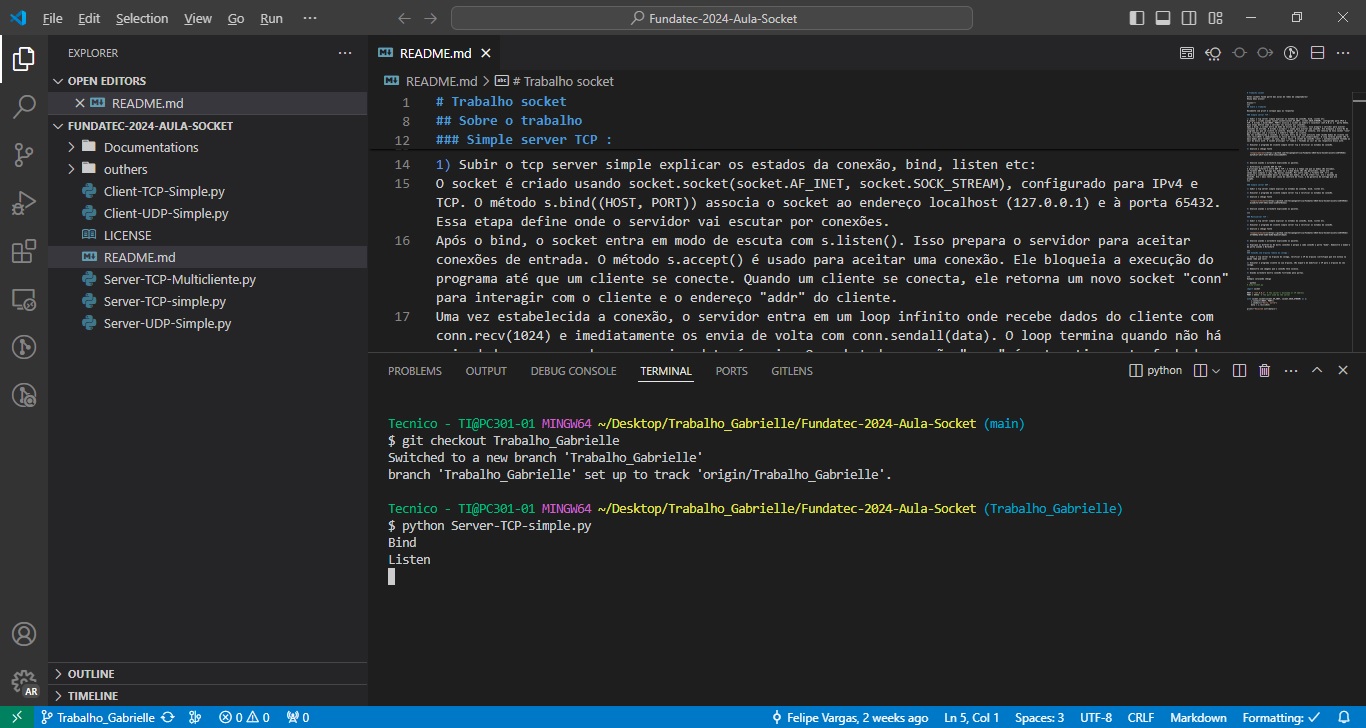 File Edit Selection View Go Run ···
Fundatec-2024-Aula-Socket
EXPLORER
OPEN EDITORS
README.md
FUNDATEC-2024-AULA-SOCKET
Documentations
outhers
Client-TCP-Simple.py
Client-UDP-Simple.py
LICENSE
README.md
Server-TCP-Multicliente.py
Server-TCP-simple.py
Server-UDP-Simple.py
OUTLINE
TIMELINE
AR
README.md
README.md > # Trabalho socket
1 # Trabalho socket
8 ## Sobre o trabalho
12 ### Simple server TCP :
14 1) Subir o tcp server simple explicar os estados da conexão, bind, listen etc:
15 O socket é criado usando socket.socket(socket.AF_INET, socket.SOCK_STREAM), configurado para IPv4 e
TCP. O método s.bind((HOST, PORT)) associa o socket ao endereço localhost (127.0.0.1) e à porta 65432.
Essa etapa define onde o servidor vai escutar por conexões.
16 Após o bind, o socket entra em modo de escuta com s.listen(). Isso prepara o servidor para aceitar
conexões de entrada. O método s.accept() é usado para aceitar uma conexão. Ele bloqueia a execução do
programa até que um cliente se conecte. Quando um cliente se conecta, ele retorna um novo socket "conn"
para interagir com o cliente e o endereço "addr" do cliente.
17 Uma vez estabelecida a conexão, o servidor entra em um loop infinito onde recebe dados do cliente com
conn.recv(1024) e imediatamente os envia de volta com conn.sendall(data). O loop termina quando não há
PROBLEMS OUTPUT DEBUG CONSOLE TERMINAL PORTS GITLENS
python
Tecnico - TI@PC301-01 MINGW64 ~/Desktop/Trabalho_Gabrielle/Fundatec-2024-Aula-Socket (main)
$ git checkout Trabalho_Gabrielle
Switched to a new branch 'Trabalho_Gabrielle'
branch 'Trabalho_Gabrielle' set up to track 'origin/Trabalho_Gabrielle'.
Tecnico - TI@PC301-01 MINGW64 ~/Desktop/Trabalho_Gabrielle/Fundatec-2024-Aula-Socket (Trabalho_Gabrielle)
$ python Server-TCP-simple.py
Bind
Listen
Trabalho_Gabrielle 0 0 0 Felipe Vargas, 2 weeks ago Ln 5, Col 1 Spaces: 3 UTF-8 CRLF Markdown Formatting: ✓